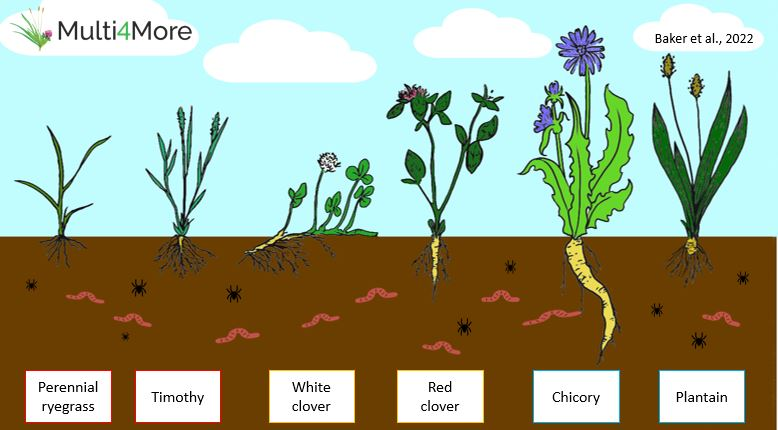 Multi4More
Baker et al., 2022
Perennial
ryegrass
Timothy
White
clover
Red
clover
Chicory
Plantain